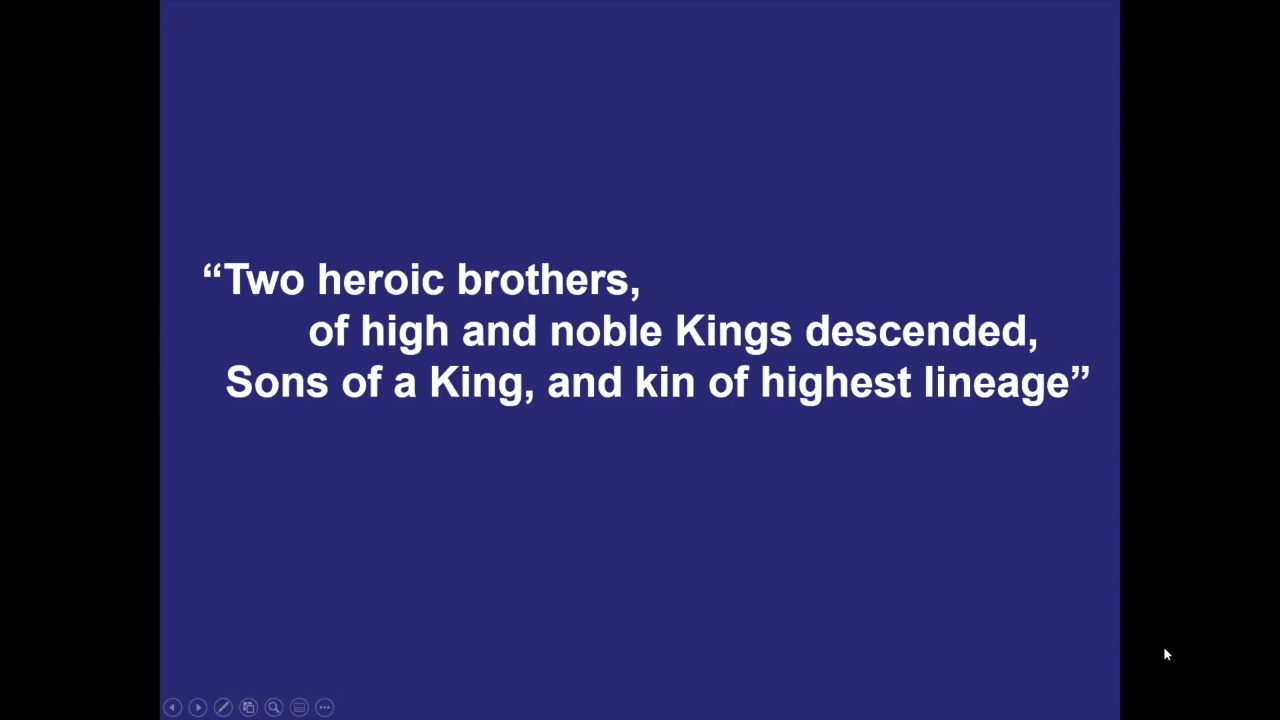 “Two heroic brothers,
of high and noble Kings descended,
Sons of a King, and kin of highest lineage”